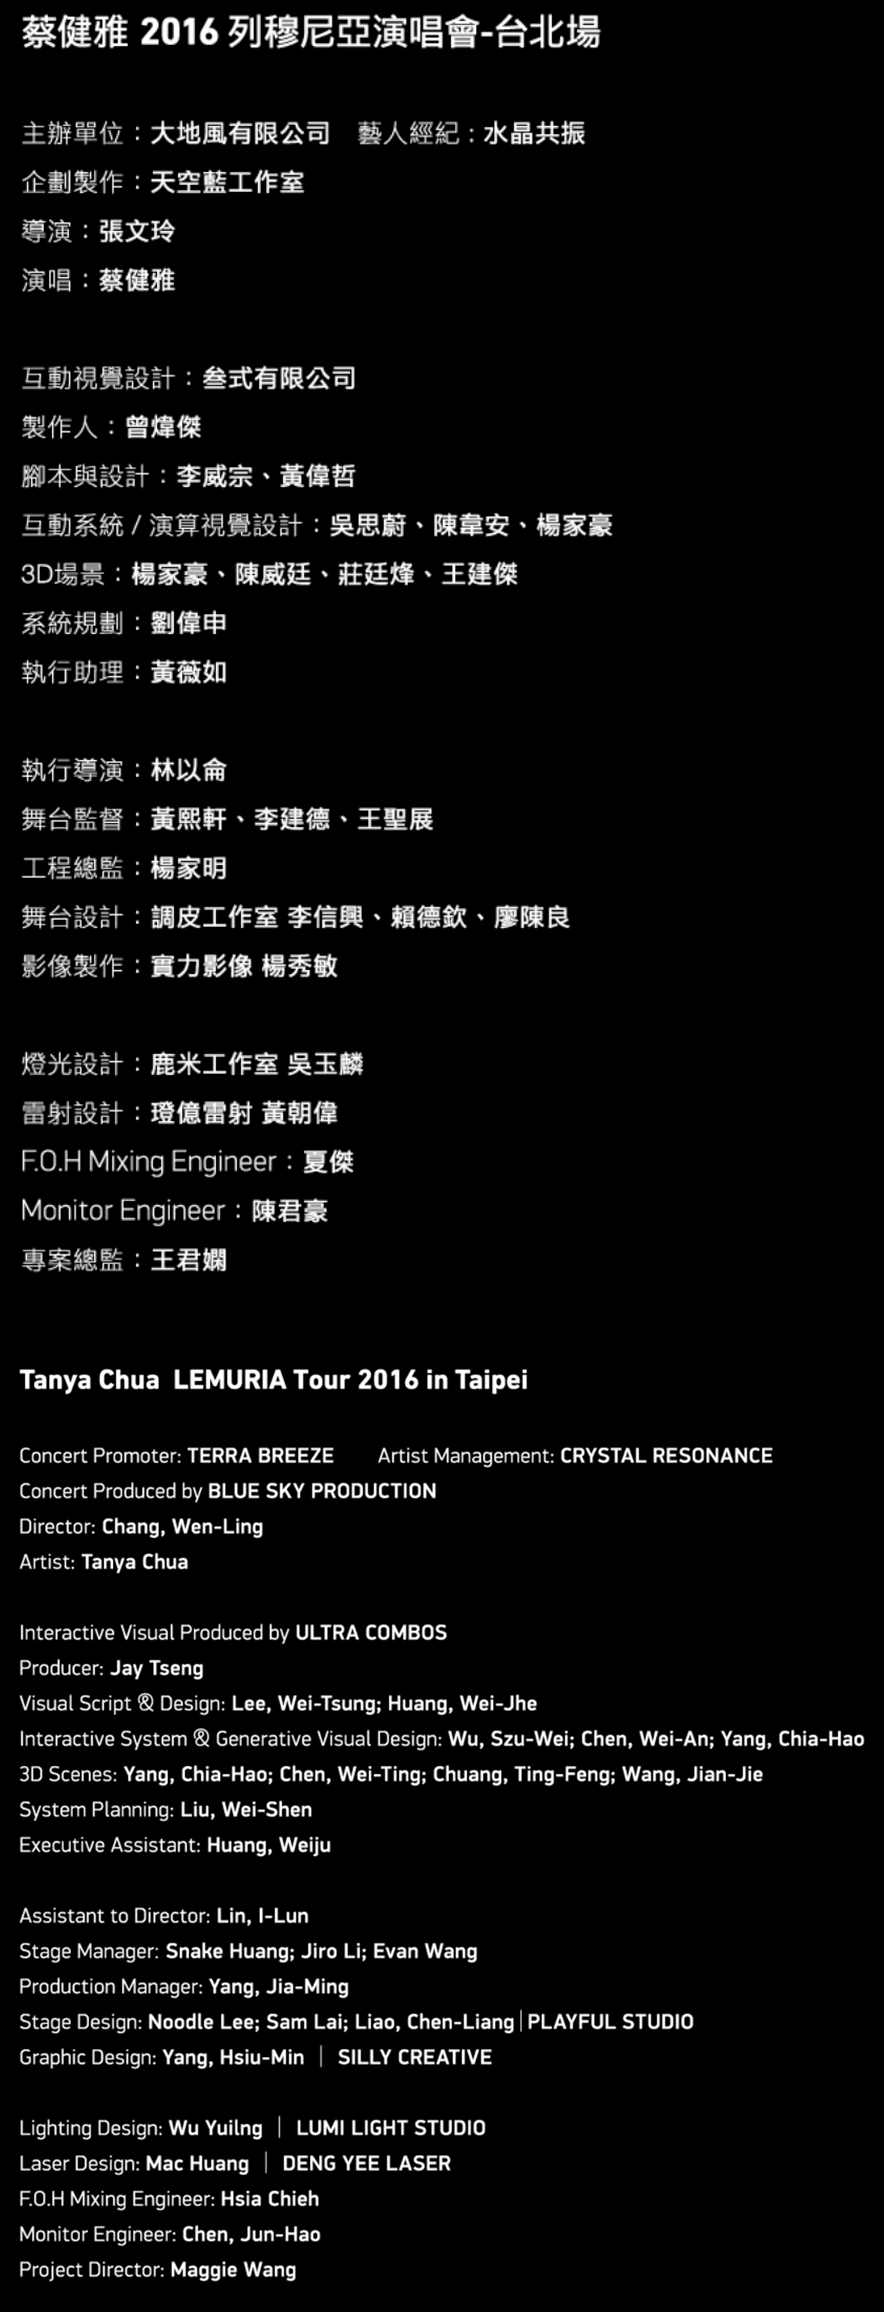 蔡健雅 2016 列穆尼亞演唱會-台北場
主辦單位：大地風有限公司　藝人經紀：水晶共振
企劃製作：天空藍工作室
導演：張文玲
演唱：蔡健雅
互動視覺設計：叁式有限公司
製作人：曾煒傑
腳本與設計：李威宗、黃偉哲
互動系統 / 演算視覺設計：吳思蔚、陳韋安、楊家豪
3D場景：楊家豪、陳威廷、莊廷烽、王建傑
系統規劃：劉偉申
執行助理：黃薇如
執行導演：林以侖
舞台監督：黃熙軒、李建德、王聖展
工程總監：楊家明
舞台設計：調皮工作室 李信興、賴德欽、廖陳良
影像製作：實力影像 楊秀敏
燈光設計：鹿米工作室 吳玉麟
雷射設計：璒億雷射 黃朝偉
F.O.H Mixing Engineer：夏傑
Monitor Engineer：陳君豪
專案總監：王君嫻
Tanya Chua  LEMURIA Tour 2016 in Taipei
Concert Promoter: TERRA BREEZE　Artist Management: CRYSTAL RESONANCE
Concert Produced by BLUE SKY PRODUCTION
Director: Chang, Wen-Ling
Artist: Tanya Chua
Interactive Visual Produced by ULTRA COMBOS
Producer: Jay Tseng
Visual Script & Design: Lee, Wei-Tsung; Huang, Wei-Jhe
Interactive System & Generative Visual Design: Wu, Szu-Wei; Chen, Wei-An; Yang, Chia-Hao
3D Scenes: Yang, Chia-Hao; Chen, Wei-Ting; Chuang, Ting-Feng; Wang, Jian-Jie
System Planning: Liu, Wei-Shen
Executive Assistant: Huang, Weiju
Assistant to Director: Lin, I-Lun
Stage Manager: Snake Huang; Jiro Li; Evan Wang
Production Manager: Yang, Jia-Ming
Stage Design: Noodle Lee; Sam Lai; Liao, Chen-Liang | PLAYFUL STUDIO
Graphic Design: Yang, Hsiu-Min | SILLY CREATIVE
Lighting Design: Wu Yuilng | LUMI LIGHT STUDIO
Laser Design: Mac Huang | DENG YEE LASER
F.O.H Mixing Engineer: Hsia Chieh
Monitor Engineer: Chen, Jun-Hao
Project Director: Maggie Wang